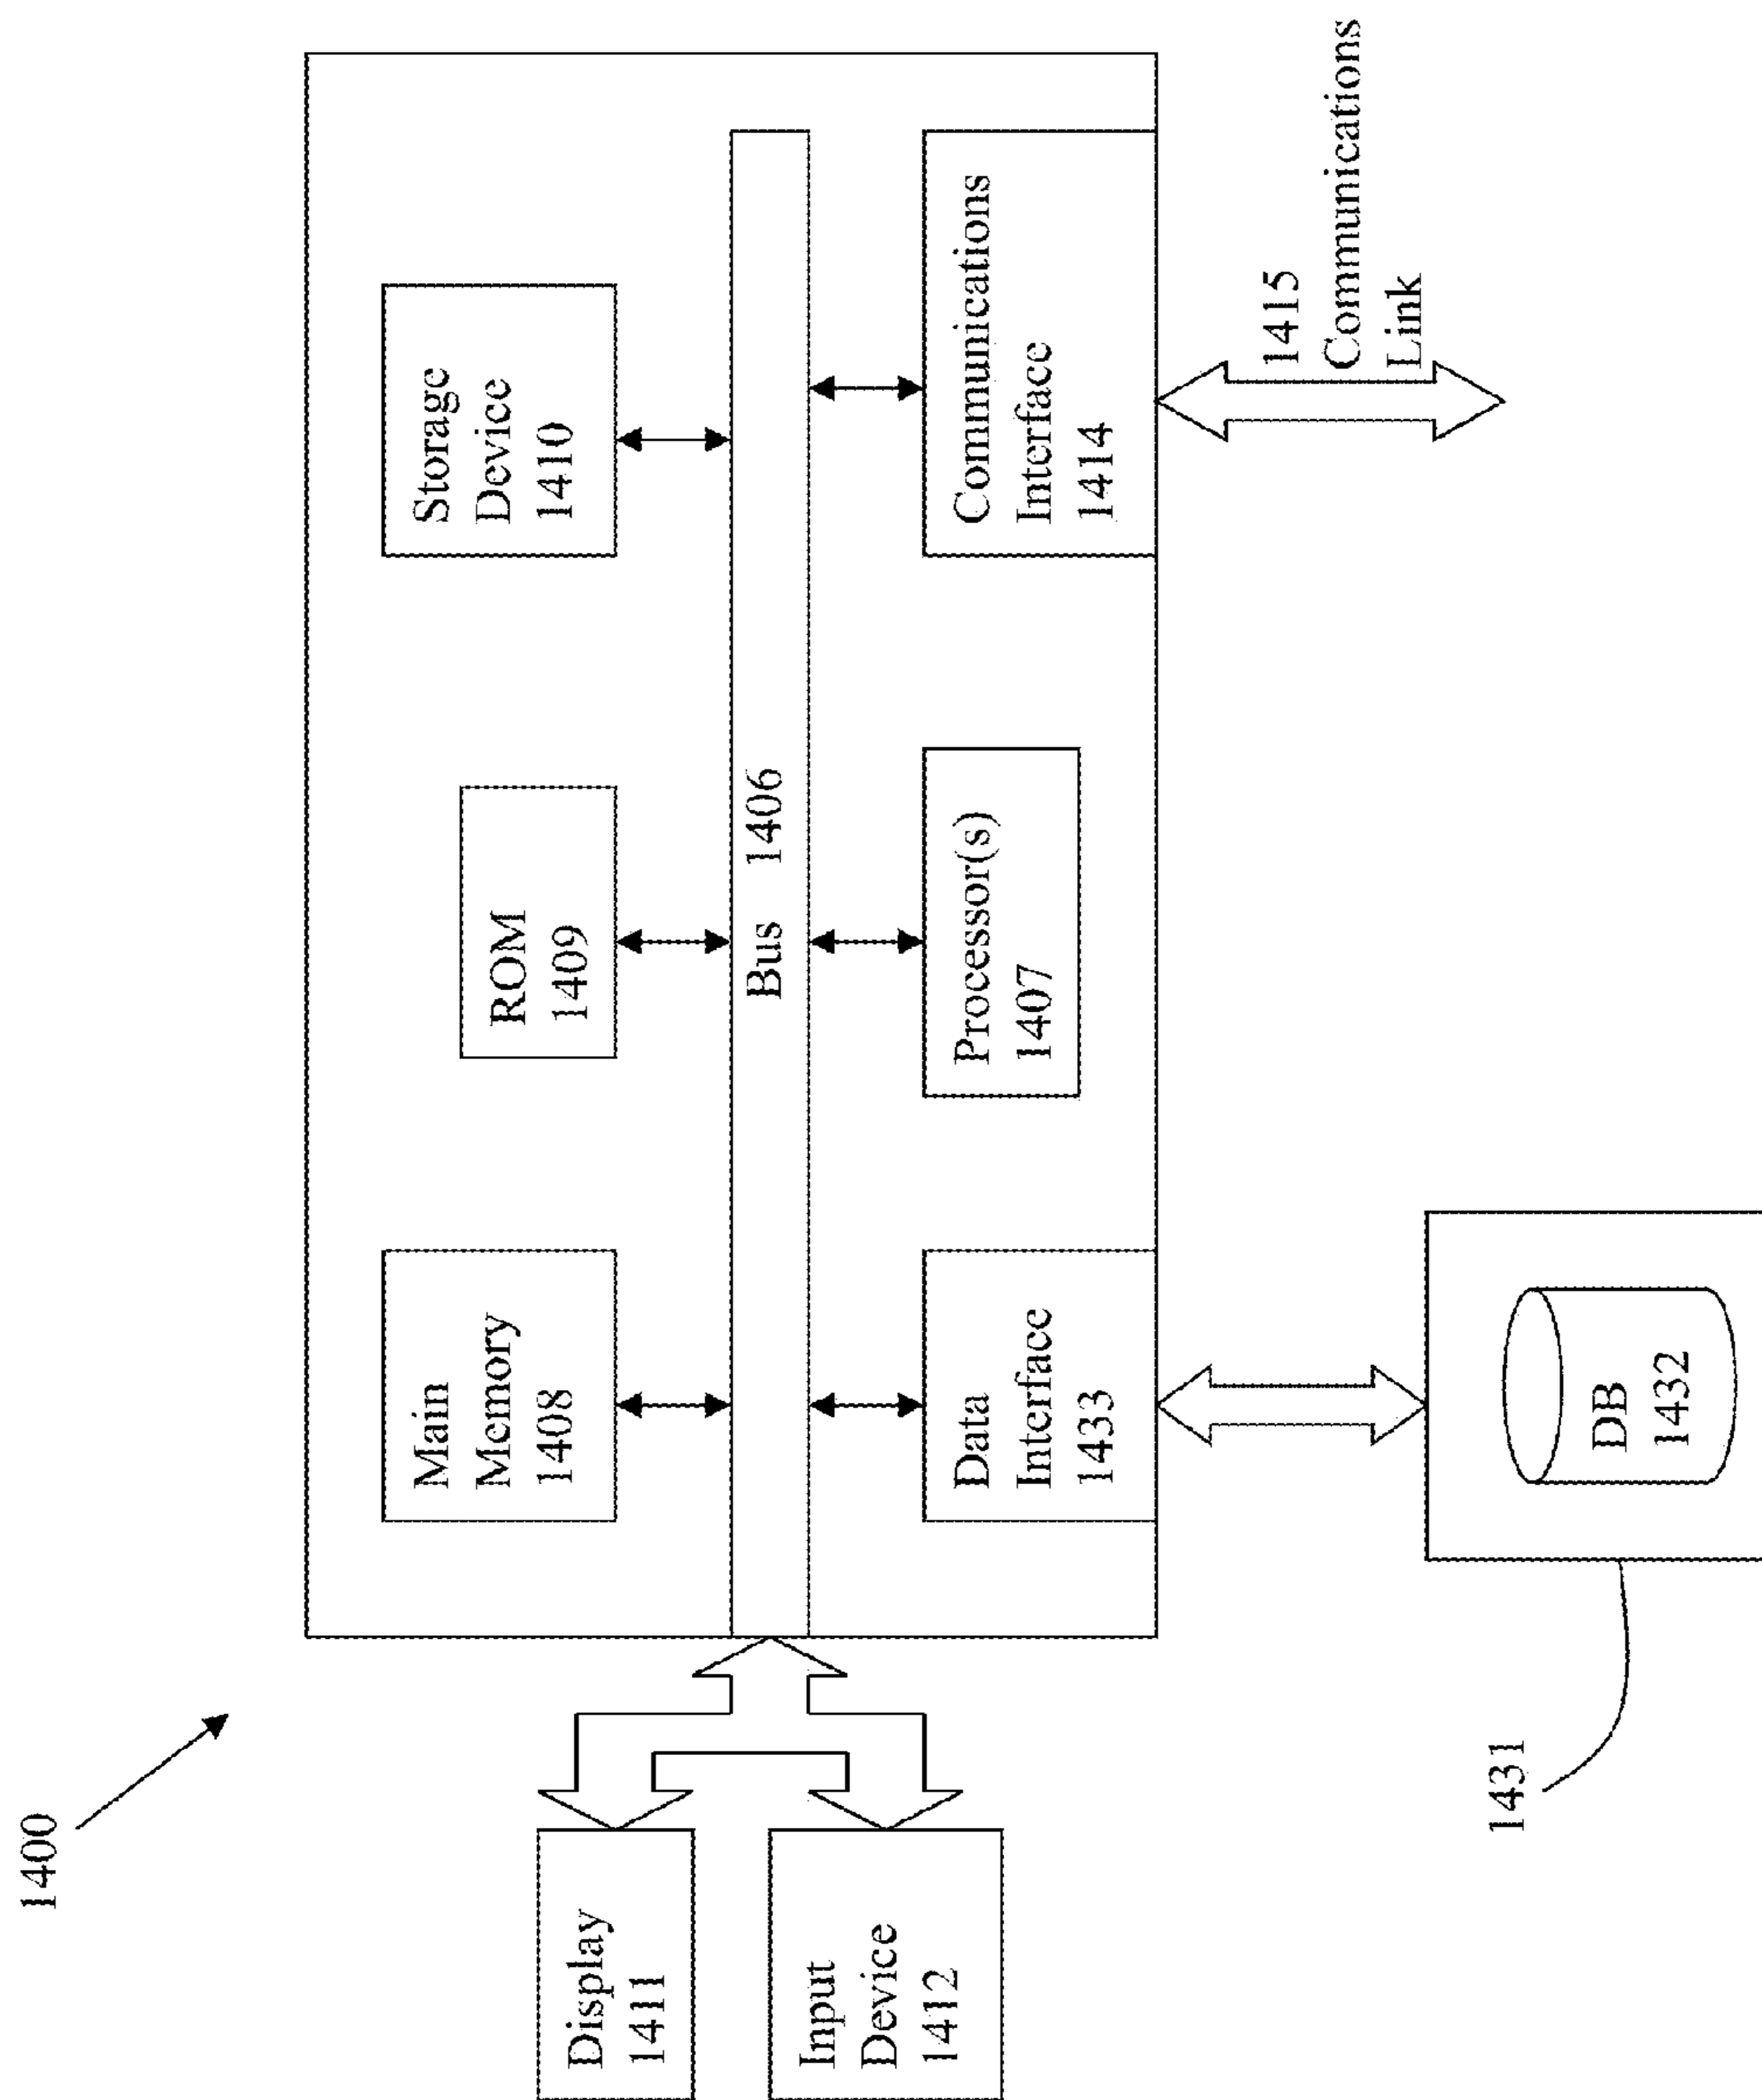 1400
Main
Memory
1408
ROM
1409
Storage
Device
1410
Display
1411
Bus 1406
Input
Device
1412
Data
Interface
1433
Processor(s)
1407
Communications
Interface
1414
1415
Communications
Link
1431
DB
1432